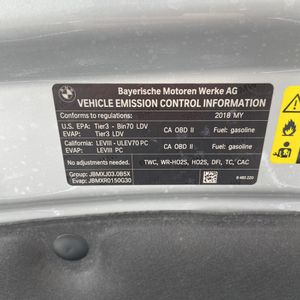 Bayerische Motoren Werke AG
VEHICLE EMISSION CONTROL INFORMATION
Conforms to regulations: 2018 MY
U.S. EPA: Tier3 - Bin70 LDV CA OBD II Fuel: gasoline
EVAP: Tier3 LDV
California: LEVIII - ULEV70 PC CA OBD II Fuel: gasoline
EVAP: LEVIII PC
No adjustments needed. TWC, WR-HO2S, HO2S, DFI, TC, CAC
Group: JBMXJ03.0B5X
Evap: JBMXR0150G30